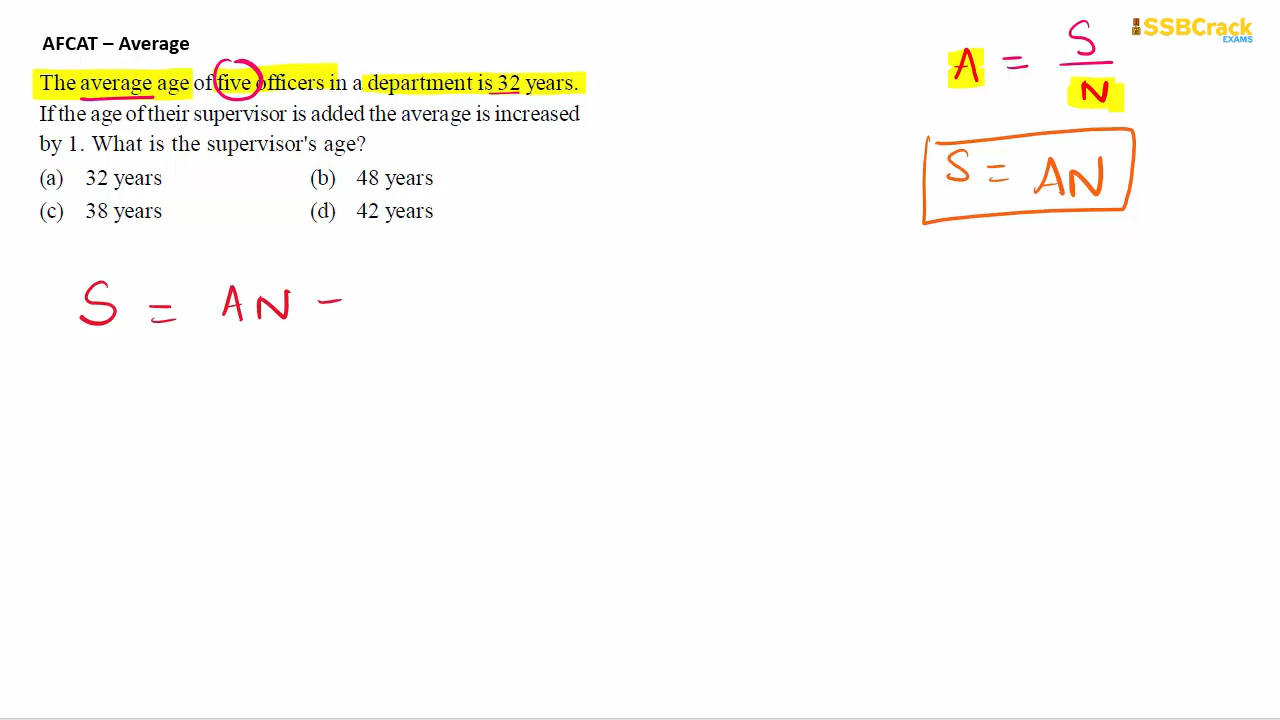 AFCAT – Average
SSBCrack
EXAMS
The average age of five officers in a department is 32 years.
If the age of their supervisor is added the average is increased
by 1. What is the supervisor's age?
(a) 32 years (b) 48 years
(c) 38 years (d) 42 years
A = S
N
S = AN
S = AN -